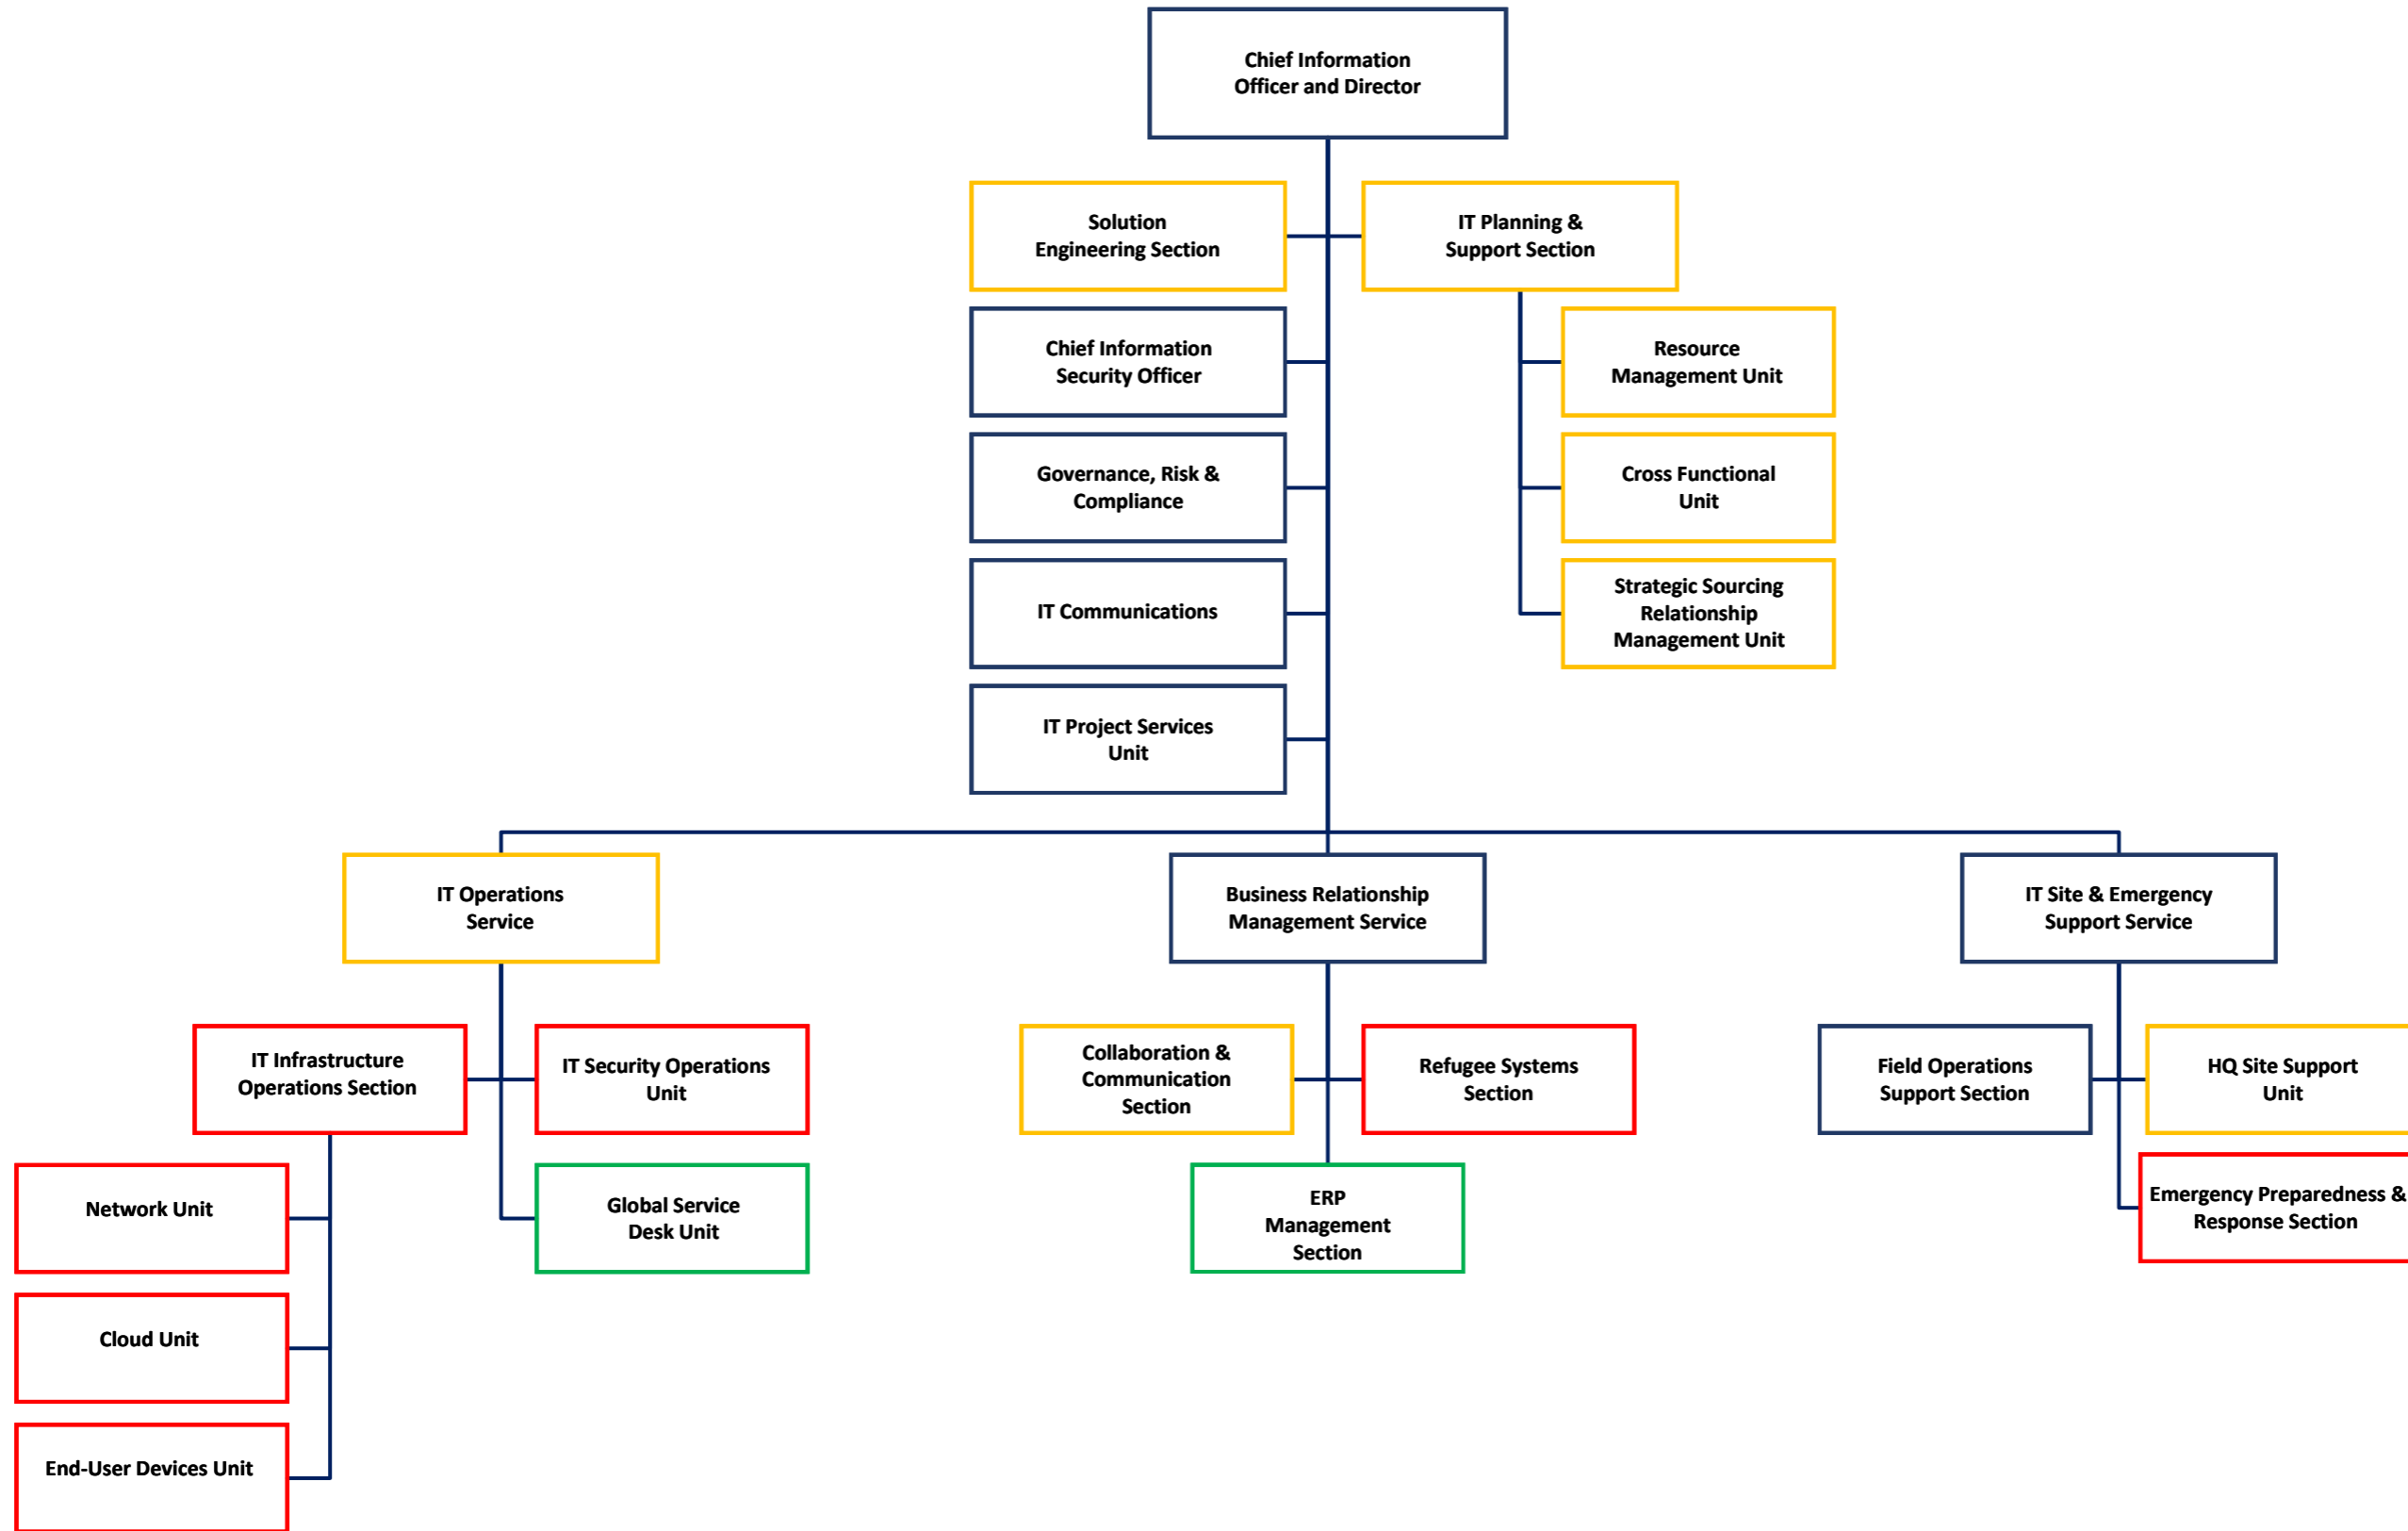 Chief Information
Officer and Director
Solution
Engineering Section
IT Planning &
Support Section
Chief Information
Security Officer
Resource
Management Unit
Governance, Risk &
Compliance
Cross Functional
Unit
IT Communications
Strategic Sourcing
Relationship
Management Unit
IT Project Services
Unit
IT Operations
Service
Business Relationship
Management Service
IT Site & Emergency
Support Service
IT Infrastructure
Operations Section
IT Security Operations
Unit
Collaboration &
Communication
Section
Refugee Systems
Section
Field Operations
Support Section
HQ Site Support
Unit
Network Unit
Global Service
Desk Unit
ERP
Management
Section
Emergency Preparedness &
Response Section
Cloud Unit
End-User Devices Unit